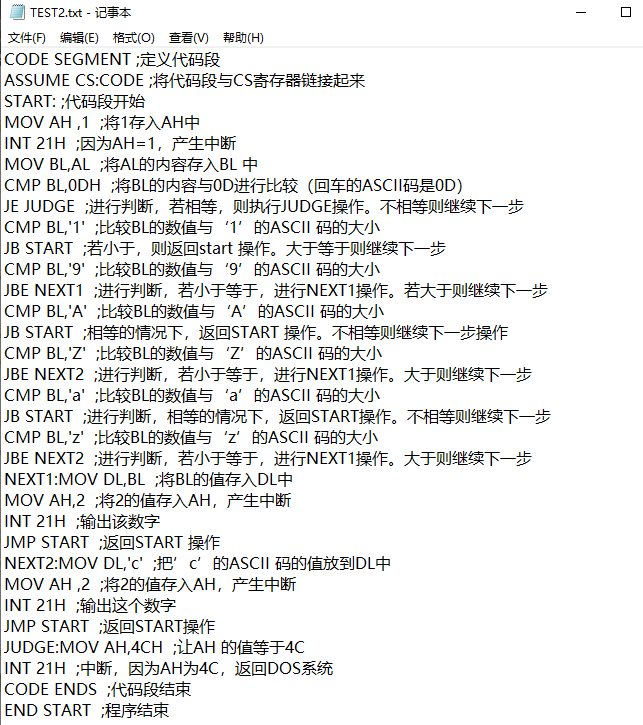 TEST2.txt - 记事本
文件(F) 编辑(E) 格式(O) 查看(V) 帮助(H)
CODE SEGMENT ;定义代码段
ASSUME CS:CODE ;将代码段与CS寄存器链接起来
START: ;代码段开始
MOV AH ,1 ;将1存入AH中
INT 21H ;因为AH=1，产生中断
MOV BL,AL ;将AL的内容存入BL 中
CMP BL,0DH ;将BL的内容与0D进行比较（回车的ASCII码是0D）
JE JUDGE ;进行判断，若相等，则执行JUDGE操作。不相等则继续下一步
CMP BL,'1' ;比较BL的数值与‘1’的ASCII 码的大小
JB START ;若小于，则返回start 操作。大于等于则继续下一步
CMP BL,'9' ;比较BL的数值与‘9’的ASCII 码的大小
JBE NEXT1 ;进行判断，若小于等于，进行NEXT1操作。若大于则继续下一步
CMP BL,'A' ;比较BL的数值与‘A’的ASCII 码的大小
JB START ;相等的情况下，返回START 操作。不相等则继续下一步操作
CMP BL,'Z' ;比较BL的数值与‘Z’的ASCII 码的大小
JBE NEXT2 ;进行判断，若小于等于，进行NEXT1操作。大于则继续下一步
CMP BL,'a' ;比较BL的数值与‘a’的ASCII 码的大小
JB START ;进行判断，相等的情况下，返回START操作。不相等则继续下一步
CMP BL,'z' ;比较BL的数值与‘z’的ASCII 码的大小
JBE NEXT2 ;进行判断，若小于等于，进行NEXT1操作。大于则继续下一步
NEXT1:MOV DL,BL ;将BL的值存入DL中
MOV AH,2 ;将2的值存入AH，产生中断
INT 21H ;输出该数字
JMP START ;返回START 操作
NEXT2:MOV DL,'c' ;把’c’的ASCII 码的值放到DL中
MOV AH ,2 ;将2的值存入AH，产生中断
INT 21H ;输出这个数字
JMP START ;返回START操作
JUDGE:MOV AH,4CH ;让AH 的值等于4C
INT 21H ;中断，因为AH为4C，返回DOS系统
CODE ENDS ;代码段结束
END START ;程序结束